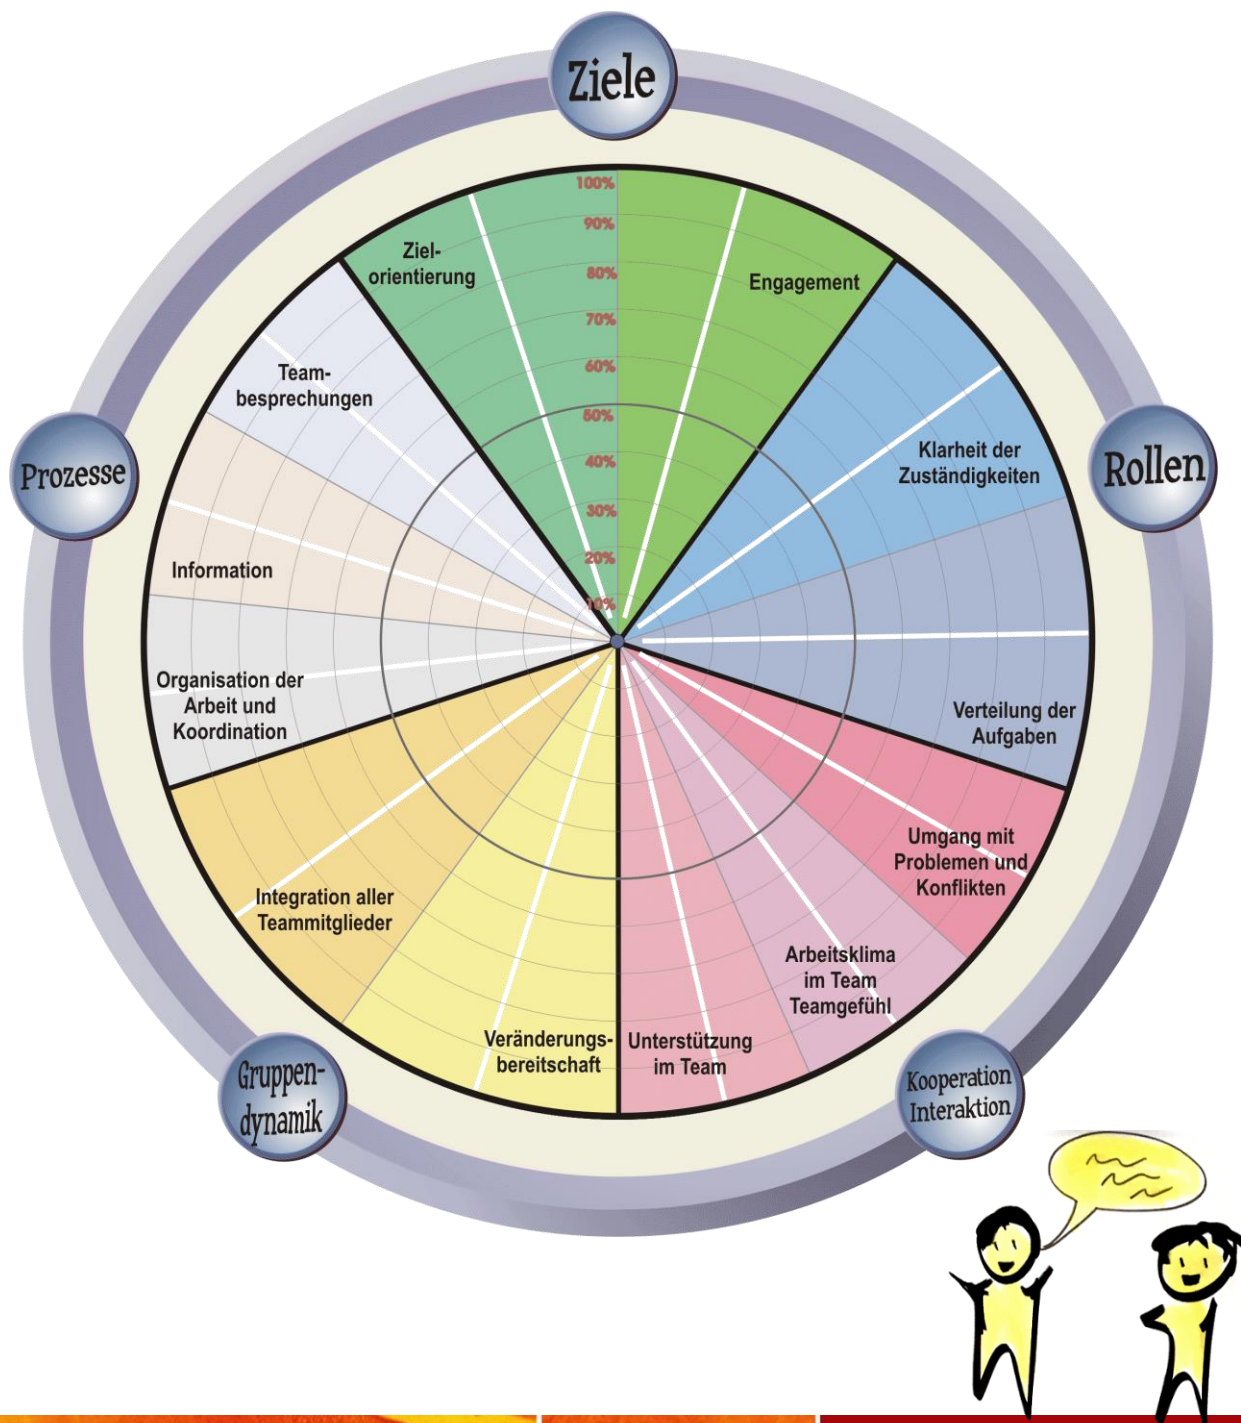 Ziele
100%
90%
80%
70%
60%
50%
40%
30%
20%
10%
Ziel-
orientierung
Engagement
Team-
besprechungen
Klarheit der
Zuständigkeiten
Prozesse
Rollen
Information
Organisation der
Arbeit und
Koordination
Verteilung der
Aufgaben
Umgang mit
Problemen und
Konflikten
Integration aller
Teammitglieder
Arbeitsklima
im Team
Teamgefühl
Veränderungs-
bereitschaft
Unterstützung
im Team
Gruppen-
dynamik
Kooperation
Interaktion